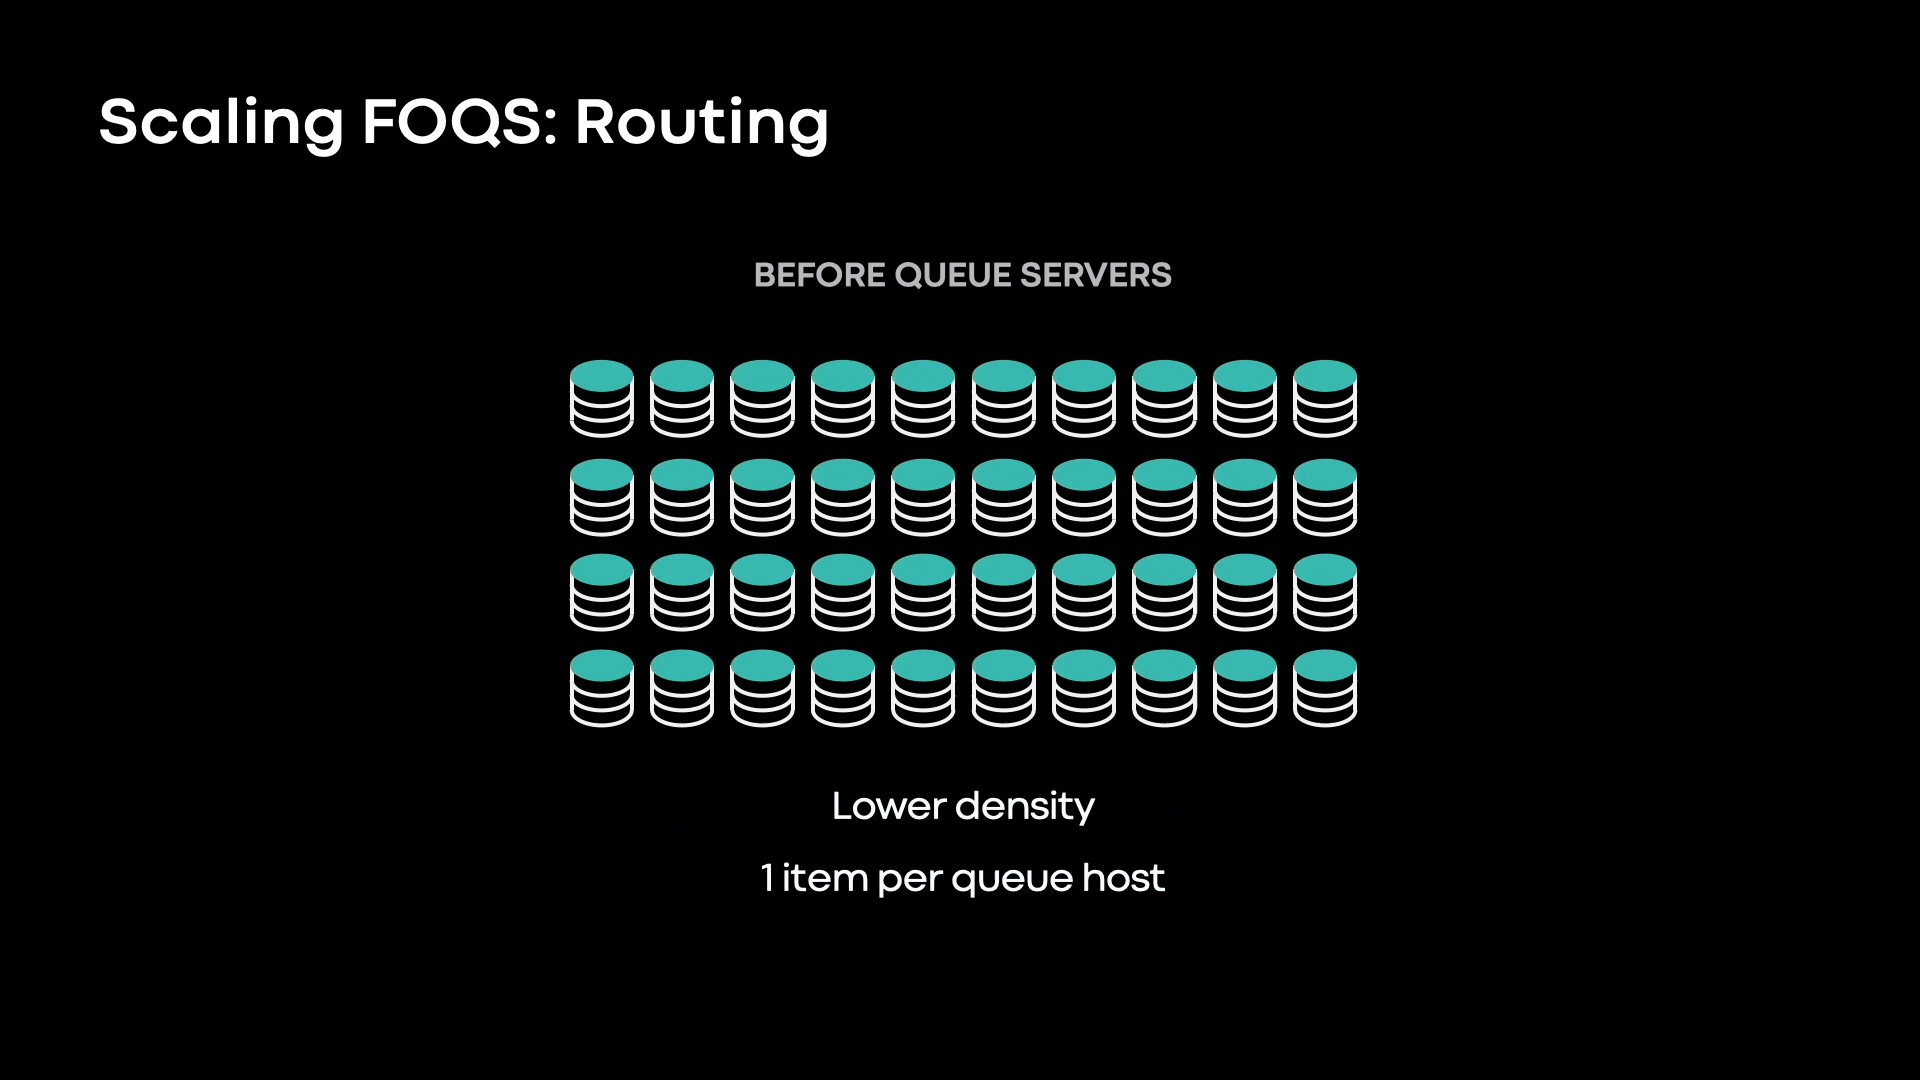 Scaling FOQS: Routing
BEFORE QUEUE SERVERS
Lower density
1 item per queue host